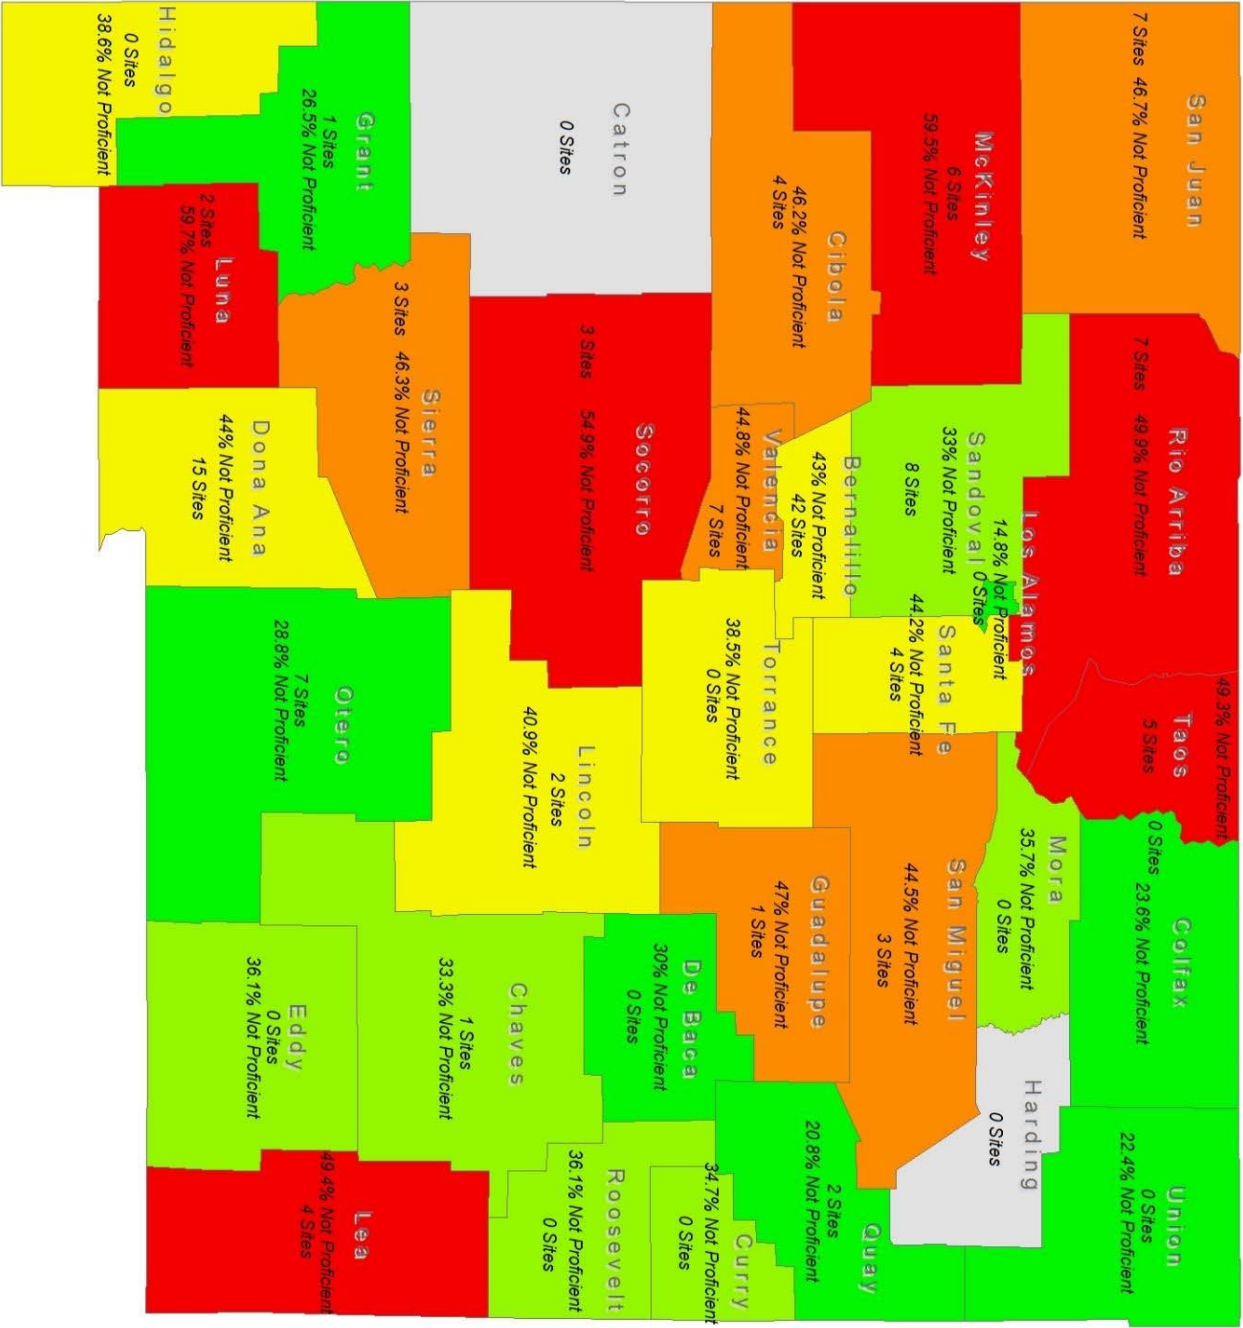 San Juan
7 Sites 46.7% Not Proficient
Rio Arriba
7 Sites 49.9% Not Proficient
49.3% Not Proficient
Taos
5 Sites
Colfax
0 Sites 23.6% Not Proficient
Union
0 Sites
22.4% Not Proficient
McKinley
6 Sites
59.5% Not Proficient
Los Alamos
14.8% Not Proficient
0 Sites
Sandoval
33% Not Proficient
8 Sites
Santa Fe
44.2% Not Proficient
4 Sites
Mora
35.7% Not Proficient
0 Sites
Harding
0 Sites
San Miguel
44.5% Not Proficient
3 Sites
Cibola
46.2% Not Proficient
4 Sites
Bernalillo
43% Not Proficient
42 Sites
Valencia
44.8% Not Proficient
7 Sites
Torrance
38.5% Not Proficient
0 Sites
Guadalupe
47% Not Proficient
1 Sites
Quay
2 Sites
20.8% Not Proficient
Curry
34.7% Not Proficient
0 Sites
Catron
0 Sites
Socorro
3 Sites 54.9% Not Proficient
Lincoln
2 Sites
40.9% Not Proficient
De Baca
30% Not Proficient
0 Sites
Roosevelt
36.1% Not Proficient
0 Sites
Chaves
1 Sites
33.3% Not Proficient
Grant
1 Sites
26.5% Not Proficient
Sierra
3 Sites 46.3% Not Proficient
Otero
7 Sites
28.8% Not Proficient
Eddy
0 Sites
36.1% Not Proficient
Lea
49.4% Not Proficient
4 Sites
Hidalgo
0 Sites
38.6% Not Proficient
Luna
2 Sites
59.7% Not Proficient
Dona Ana
44% Not Proficient
15 Sites